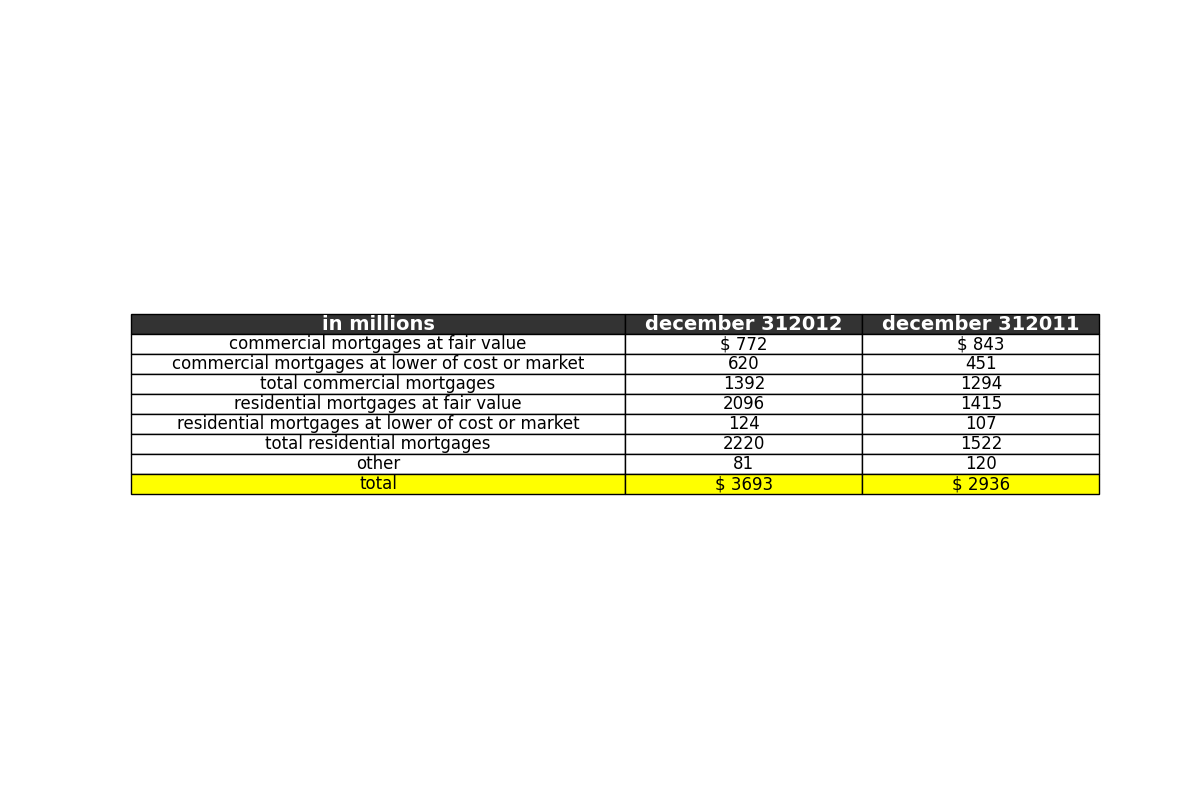 in millions december 312012 december 312011
commercial mortgages at fair value $ 772 $ 843
commercial mortgages at lower of cost or market 620 451
total commercial mortgages 1392 1294
residential mortgages at fair value 2096 1415
residential mortgages at lower of cost or market 124 107
total residential mortgages 2220 1522
other 81 120
total $ 3693 $ 2936